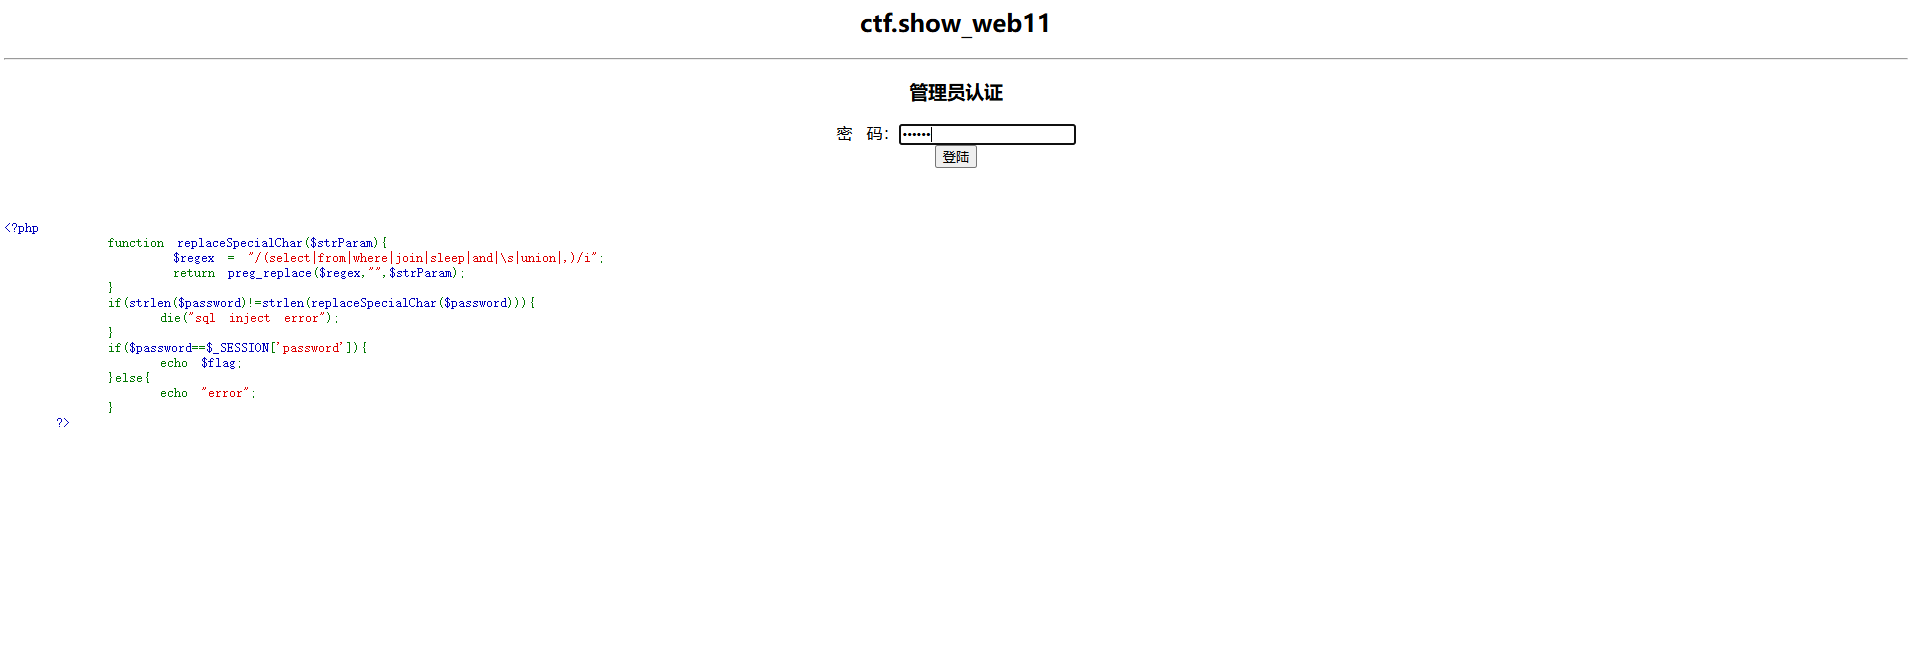 ctf.show_web11
管理员认证
密 码：••••••
登陆
<?php
function replaceSpecialChar($strParam){
$regex = "/(select|from|where|join|sleep|and|\s|union|,)/i";
return preg_replace($regex,"",$strParam);
}
if(strlen($password)!=strlen(replaceSpecialChar($password))){
die("sql inject error");
}
if($password==$_SESSION['password']){
echo $flag;
}else{
echo "error";
}
?>